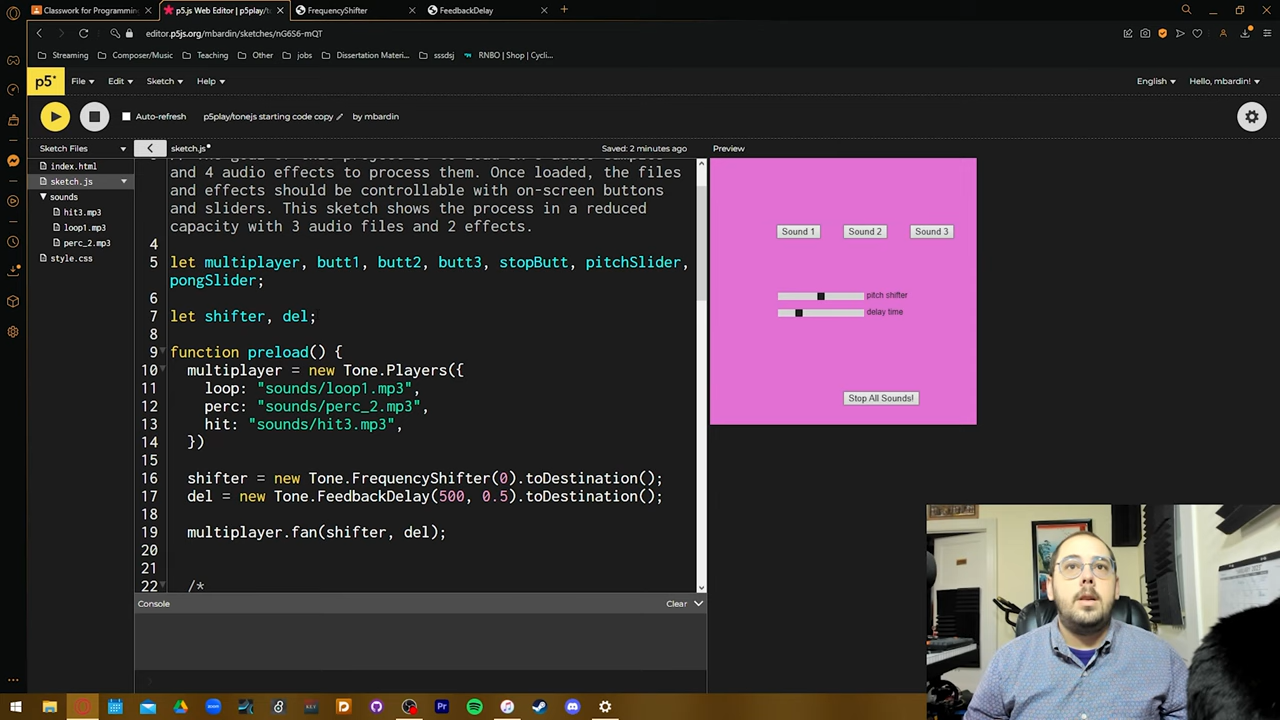 Classwork for Programmin
p5.js Web Editor | p5play/t
FrequencyShifter
FeedbackDelay
editor.p5js.org/mbardin/sketches/nG6S6-mQT
Streaming
Composer/Music
Teaching
Other
jobs
Dissertation Materi...
sssdsj
RNBO | Shop | Cycli...
p5*
File
Edit
Sketch
Help
English
Hello, mbardin!
Auto-refresh
p5play/tonejs starting code copy
by mbardin
Sketch Files
sketch.js
Saved: 2 minutes ago
Preview
index.html
sketch.js
sounds
hit3.mp3
loop1.mp3
perc_2.mp3
style.css
and 4 audio effects to process them. Once loaded, the files
and effects should be controllable with on-screen buttons
and sliders. This sketch shows the process in a reduced
capacity with 3 audio files and 2 effects.
4
5 let multiplayer, butt1, butt2, butt3, stopButt, pitchSlider,
pongSlider;
6
7 let shifter, del;
8
9 function preload() {
10 multiplayer = new Tone.Players({
11 loop: "sounds/loop1.mp3",
12 perc: "sounds/perc_2.mp3",
13 hit: "sounds/hit3.mp3",
14 })
15
16 shifter = new Tone.FrequencyShifter(0).toDestination();
17 del = new Tone.FeedbackDelay(500, 0.5).toDestination();
18
19 multiplayer.fan(shifter, del);
20
21
22 /*
Sound 1
Sound 2
Sound 3
pitch shifter
delay time
Stop All Sounds!
Console
Clear